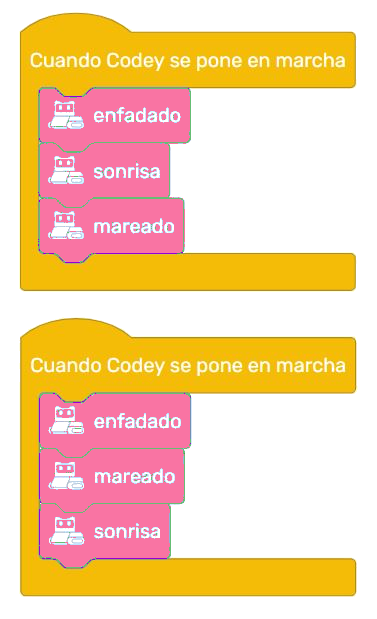 Cuando Codey se pone en marcha
enfadado
sonrisa
mareado
Cuando Codey se pone en marcha
enfadado
mareado
sonrisa